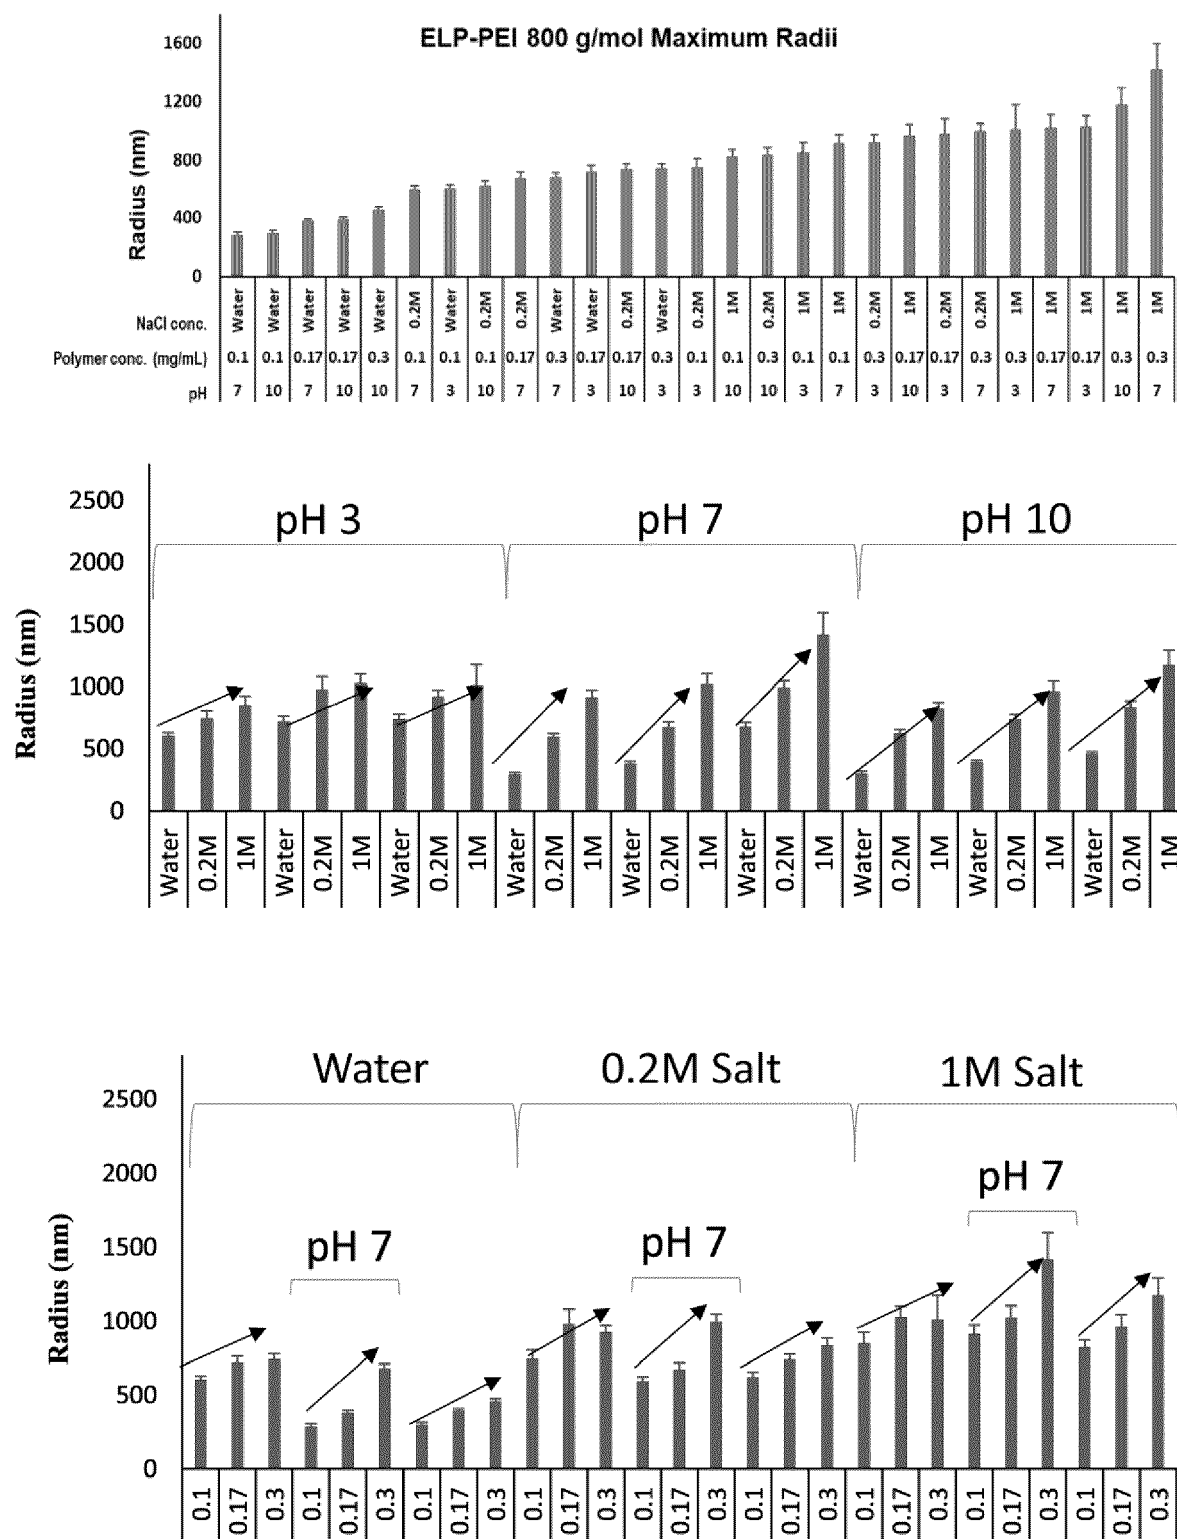 ELP-PEI 800 g/mol Maximum Radii
1600
1200
800
400
0
Radius (nm)
NaCl conc. Water Water Water Water Water 0.2M Water 0.2M 0.2M Water Water 0.2M Water 0.2M 1M 0.2M 1M 1M 0.2M 1M 0.2M 0.2M 1M 1M 1M 1M 1M
Polymer conc. (mg/mL) 0.1 0.1 0.17 0.17 0.3 0.1 0.1 0.1 0.17 0.3 0.17 0.17 0.3 0.1 0.1 0.3 0.1 0.1 0.3 0.17 0.17 0.3 0.3 0.17 0.17 0.3 0.3
pH 7 10 7 10 10 7 3 10 7 7 3 10 3 3 10 10 3 7 3 10 3 7 3 7 3 10 7
pH 3 pH 7 pH 10
2500
2000
1500
1000
500
0
Radius (nm)
Water 0.2M 1M Water 0.2M 1M Water 0.2M 1M Water 0.2M 1M Water 0.2M 1M Water 0.2M 1M Water 0.2M 1M Water 0.2M 1M Water 0.2M 1M
Water 0.2M Salt 1M Salt
2500
2000
1500
1000
500
0
Radius (nm)
pH 7 pH 7 pH 7
0.1 0.17 0.3 0.1 0.17 0.3 0.1 0.17 0.3 0.1 0.17 0.3 0.1 0.17 0.3 0.1 0.17 0.3 0.1 0.17 0.3 0.1 0.17 0.3 0.1 0.17 0.3